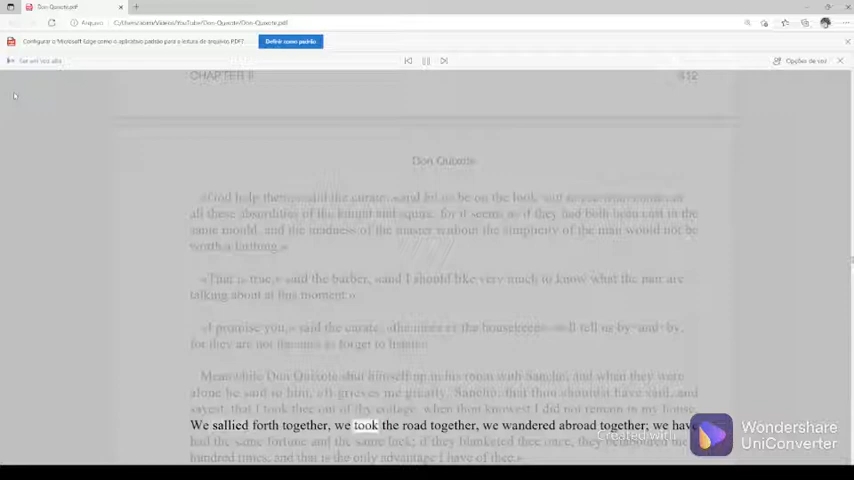 Don-Quixote.pdf
Arquivo C:/Users/
/Videos/YouTube/Don-Quixote/Don-Quixote.pdf
Configurar o Microsoft Edge como o aplicativo padrão para a leitura de arquivos PDF?
Definir como padrão
Ler em voz alta
Opções de voz
CHAPTER II
412
Don Quixote
«God help them» said the curate, «and let us be on the look-out
all these absurdities of the knight and squire, for it seems as if they had both been cast in the
same mould, and the madness of the master without the simplicity of the man would not be
worth a farthing.»
«That is true,» said the barber, «and I should like very much to know what the pair are
talking about at this moment.»
«I promise you,» said the curate, «the niece or the housekeeper will tell us by-and-by,
for they are not the ones to forget to listen.»
Meanwhile Don Quixote shut himself up in his room with Sancho, and when they were
alone he said to him, «It grieves me greatly, Sancho, that thou shouldst have said, and
sayest, that I took thee out of thy cottage, when thou knowest I did not remain in my house.
We sallied forth together, we took the road together, we wandered abroad together; we have
had the same fortune and the same luck; if they blanketed thee once, they belaboured me
hundred times, and that is the only advantage I have of thee.»
Created with
Wondershare
UniConverter